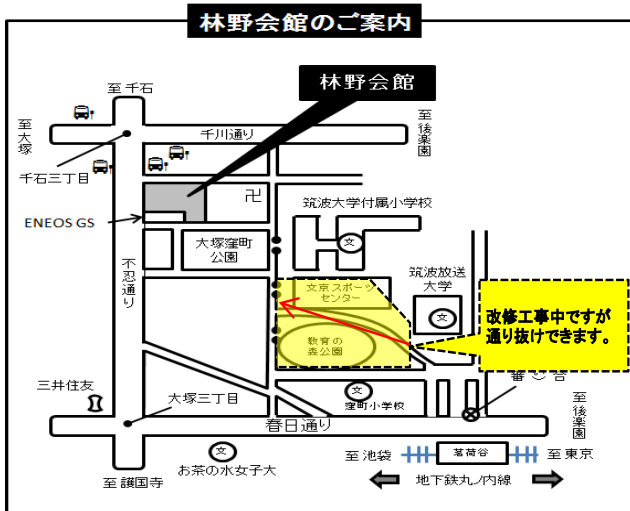 林野会館のご案内
至 千石
林野会館
至大塚
千川通り
至後楽園
千石三丁目
卍
ENEOS GS
筑波大学付属小学校
文
大塚窪町
公園
不忍通り
筑波放送
大学
文
文京スポーツ
センター
改修工事中ですが
通り抜けできます。
教育の
森公園
三井住友
大塚三丁目
文
窪町小学校
春日通り
至後楽園
文
お茶の水女子大
至 池袋
茗荷谷
至 東京
至 護国寺
地下鉄丸ノ内線